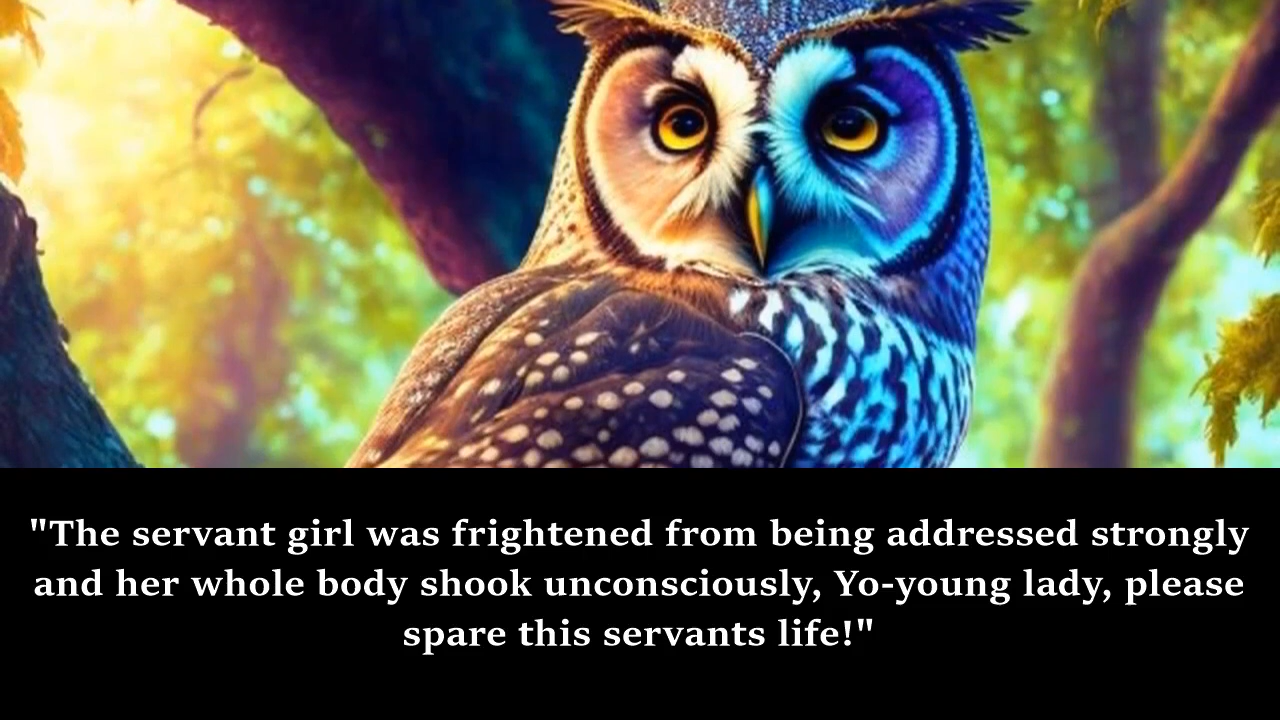 "The servant girl was frightened from being addressed strongly
and her whole body shook unconsciously, Yo-young lady, please
spare this servants life!"